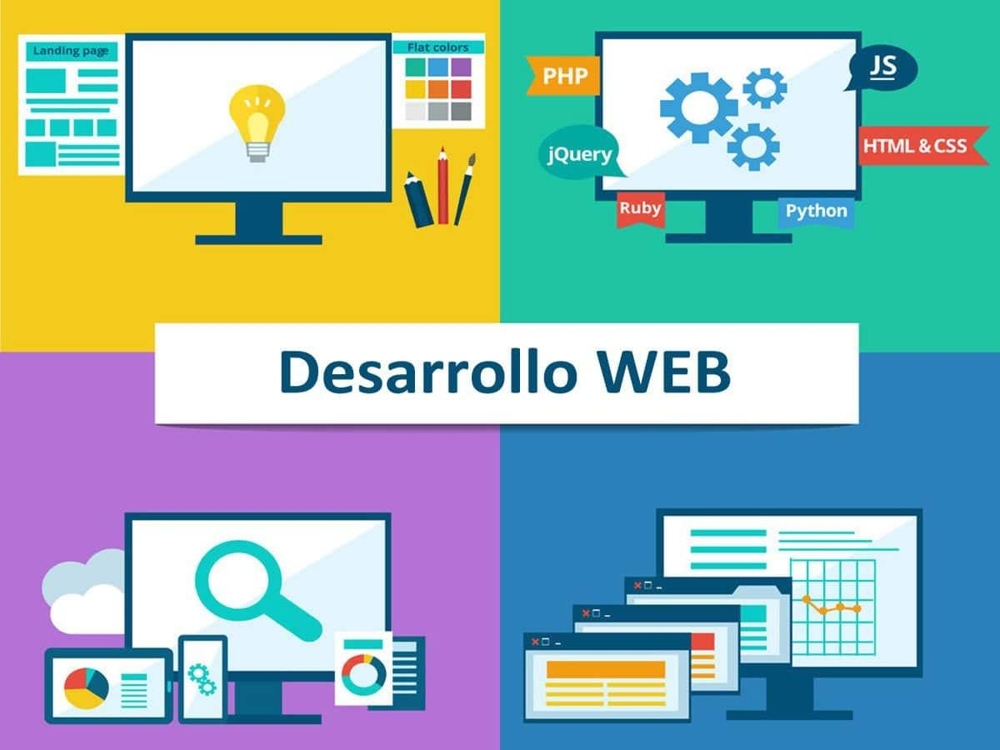 Landing page
Flat colors
PHP
JS
jQuery
HTML & CSS
Ruby
Python
Desarrollo WEB